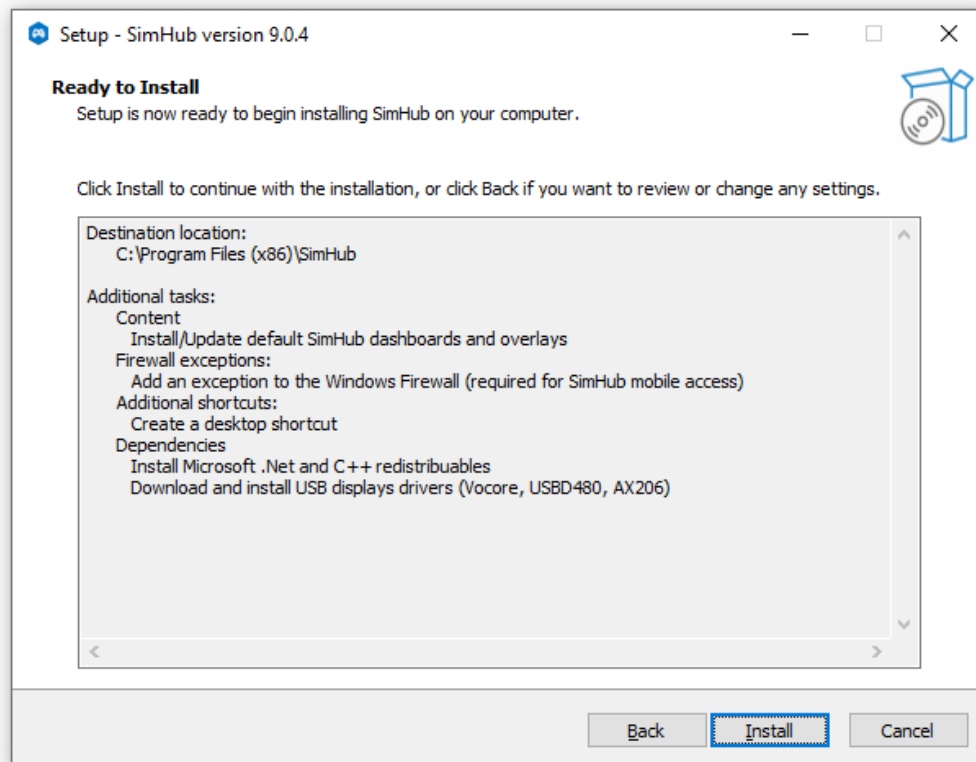 Setup - SimHub version 9.0.4
Ready to Install
Setup is now ready to begin installing SimHub on your computer.
Click Install to continue with the installation, or click Back if you want to review or change any settings.
Destination location:
C:\Program Files (x86)\SimHub
Additional tasks:
Content
Install/Update default SimHub dashboards and overlays
Firewall exceptions:
Add an exception to the Windows Firewall (required for SimHub mobile access)
Additional shortcuts:
Create a desktop shortcut
Dependencies
Install Microsoft .Net and C++ redistribuables
Download and install USB displays drivers (Vocore, USBD480, AX206)
Back Install Cancel